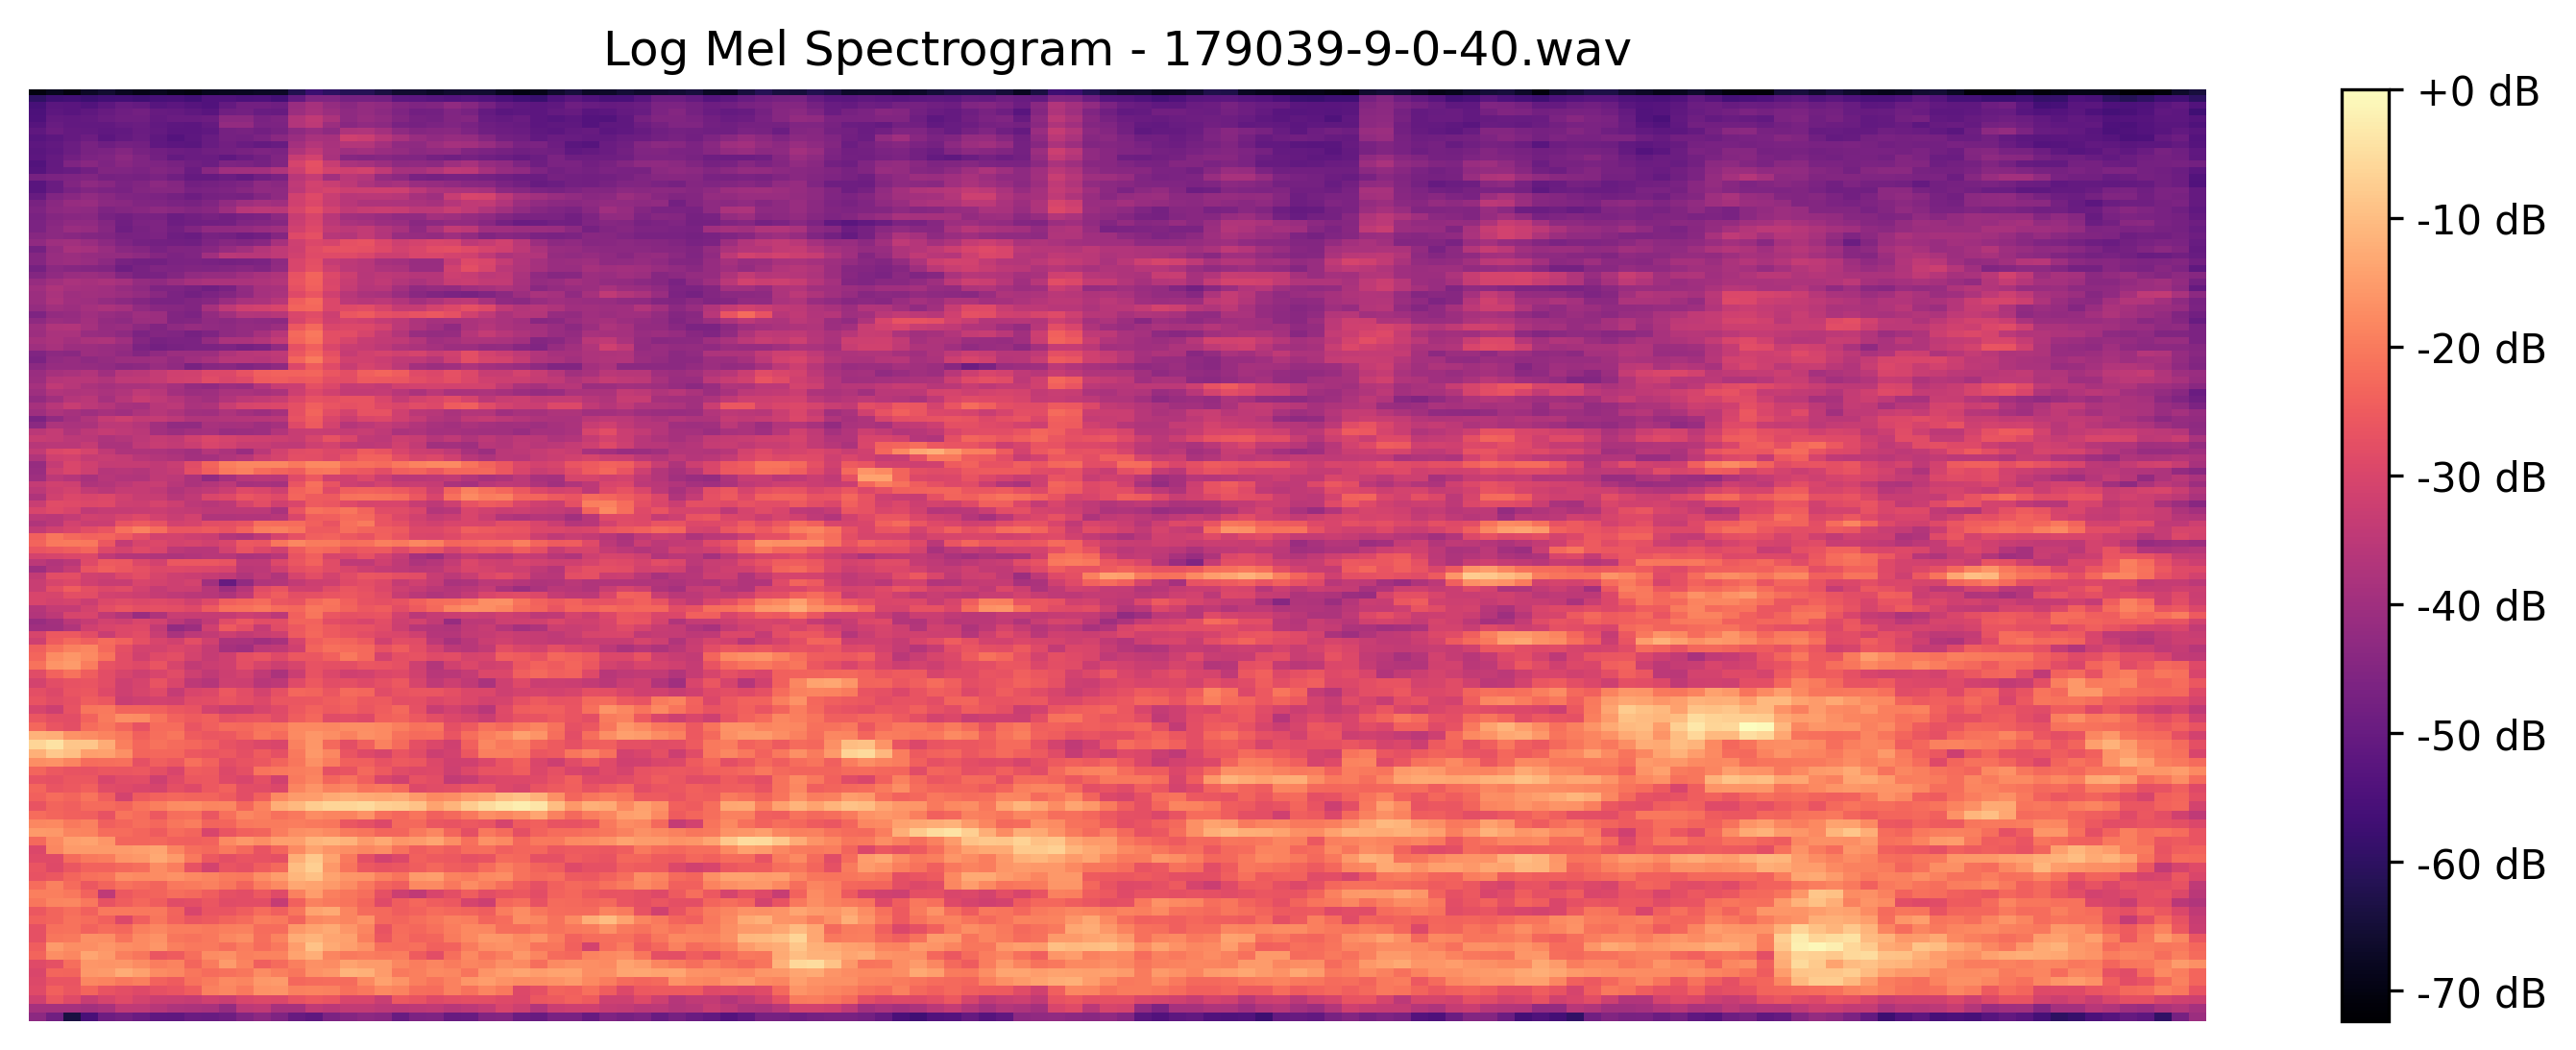 Log Mel Spectrogram - 179039-9-0-40.wav
+0 dB
-10 dB
-20 dB
-30 dB
-40 dB
-50 dB
-60 dB
-70 dB